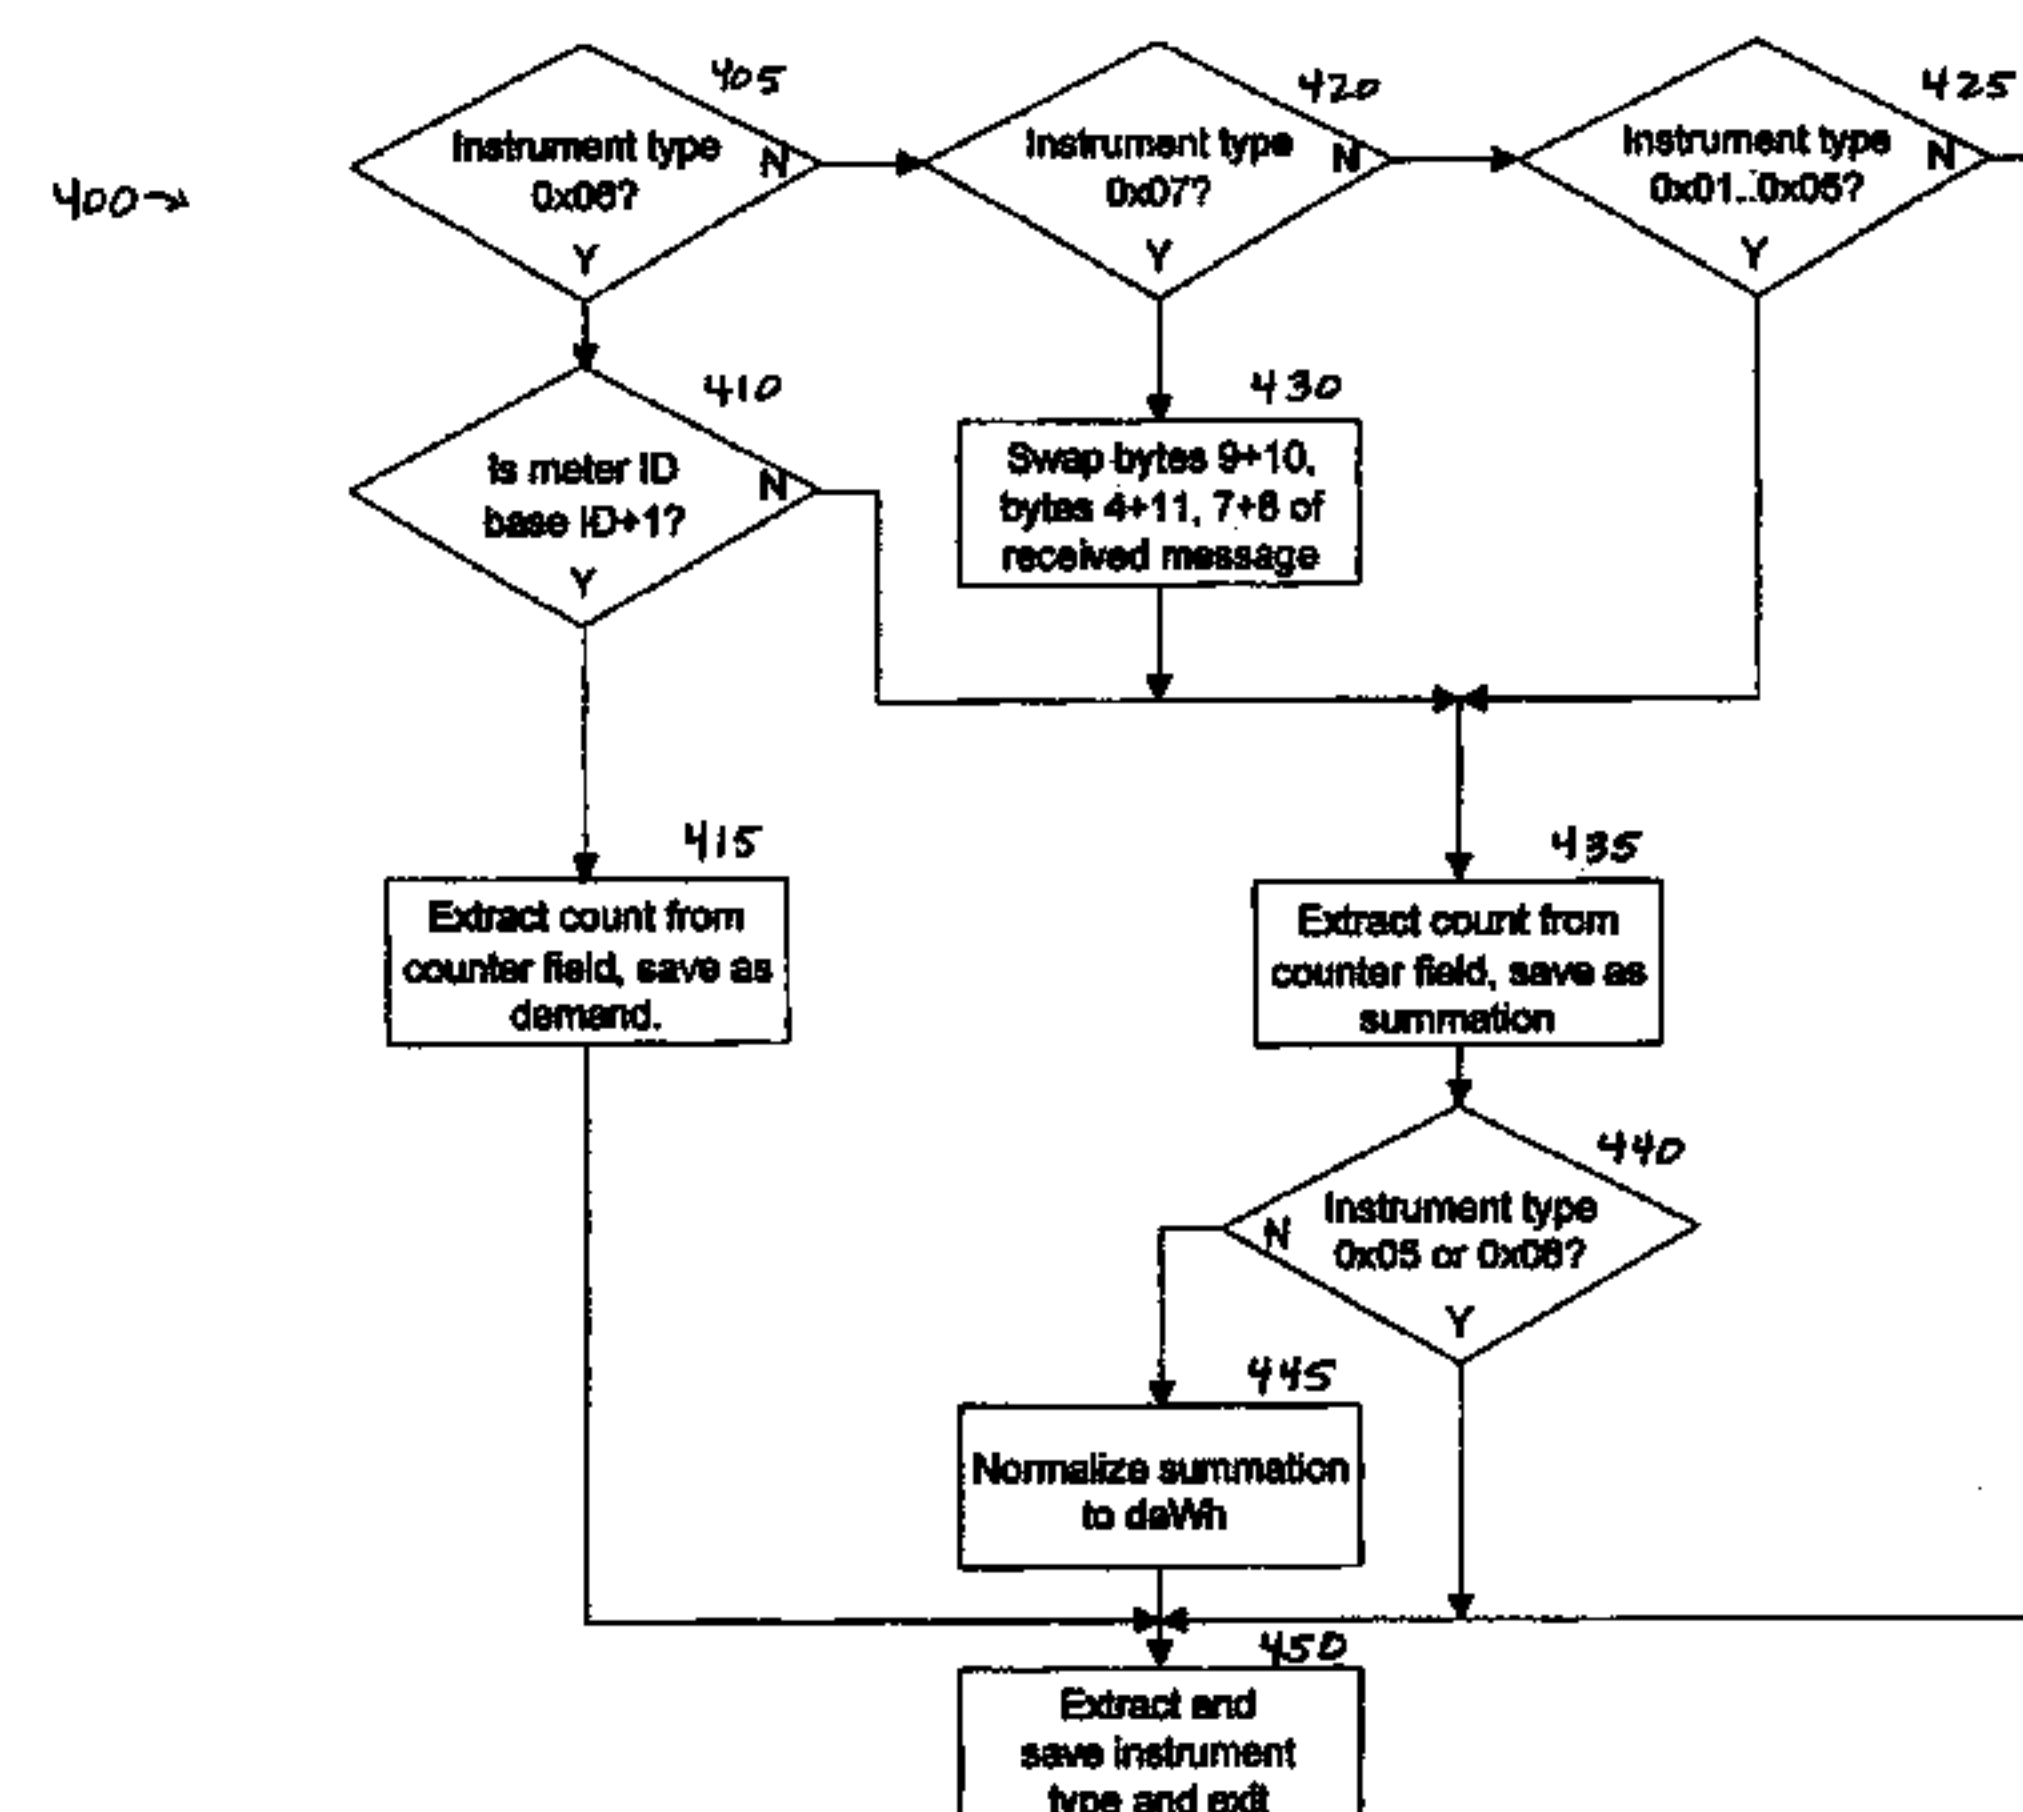 400
405
Instrument type
0x06?
N
Y
420
Instrument type
0x07?
N
Y
425
Instrument type
0x01..0x05?
N
Y
410
Is meter ID
base ID+1?
N
Y
430
Swap bytes 9+10,
bytes 4+11, 7+8 of
received message
415
Extract count from
counter field, save as
demand.
435
Extract count from
counter field, save as
summation
440
Instrument type
0x05 or 0x06?
N
Y
445
Normalize summation
to daWh
450
Extract and
save instrument
type and exit